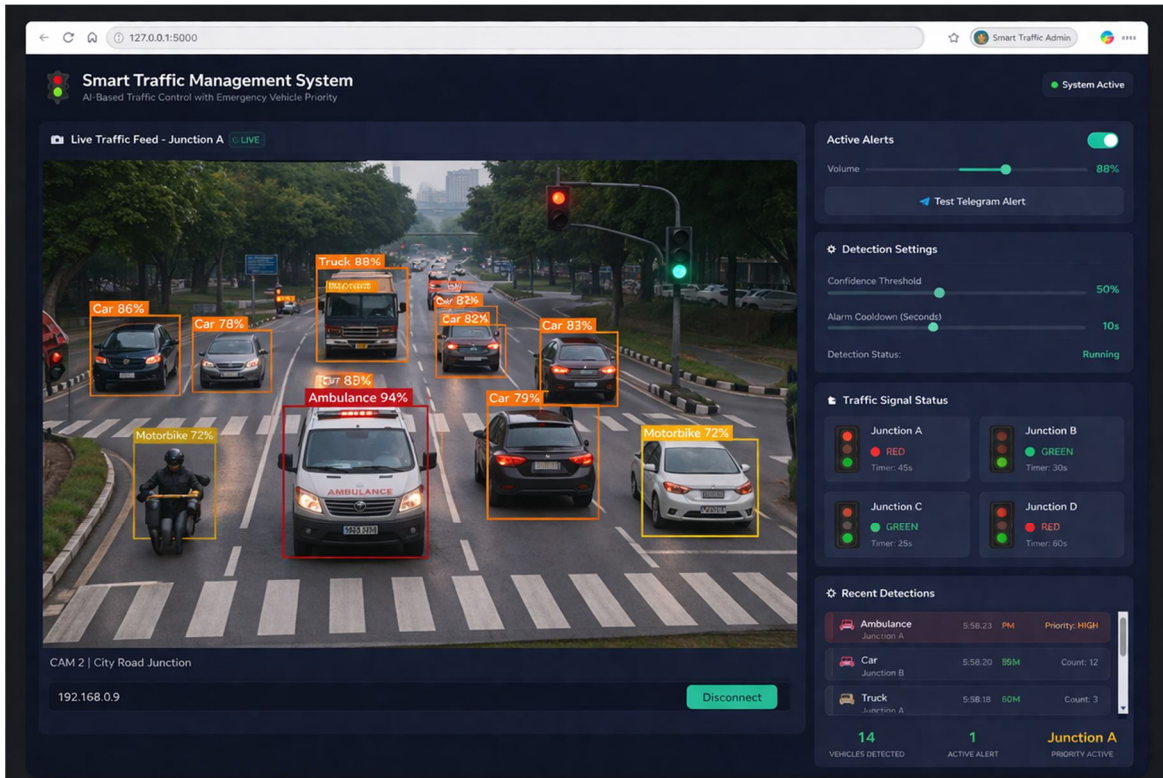 127.0.0.1:5000
Smart Traffic Admin
Smart Traffic Management System
AI-Based Traffic Control with Emergency Vehicle Priority
System Active
Live Traffic Feed - Junction A
LIVE
Truck 88%
Car 86%
Car 78%
Car 82%
Car 82%
Car 83%
Ambulance 94%
Car 79%
Motorbike 72%
Motorbike 72%
AMBULANCE
CAM 2 | City Road Junction
192.168.0.9
Disconnect
Active Alerts
Volume
88%
Test Telegram Alert
Detection Settings
Confidence Threshold
50%
Alarm Cooldown (Seconds)
10s
Detection Status:
Running
Traffic Signal Status
Junction A
RED
Timer: 45s
Junction B
GREEN
Timer: 30s
Junction C
GREEN
Timer: 25s
Junction D
RED
Timer: 60s
Recent Detections
Ambulance 5:58.23 PM Priority: HIGH
Junction A
Car 5:58.20 Count: 12
Junction B
Truck 5:58:18 Count: 3
Junction A
14
VEHICLES DETECTED
1
ACTIVE ALERT
Junction A
PRIORITY ACTIVE